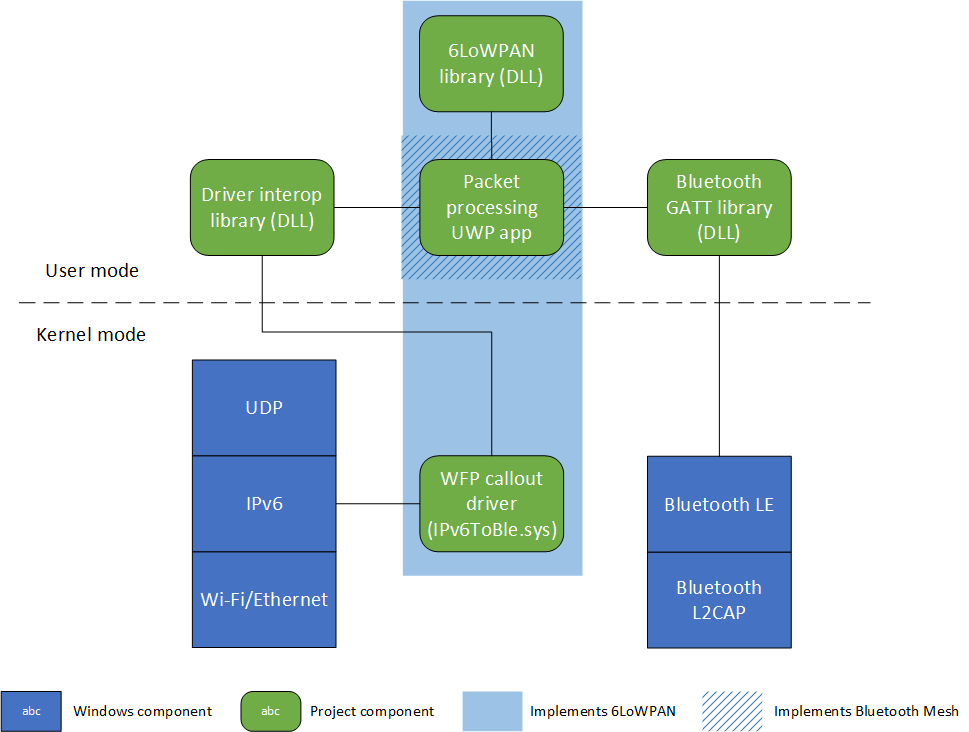 6LoWPAN
library (DLL)
Driver interop
library (DLL)
Packet
processing
UWP app
Bluetooth
GATT library
(DLL)
User mode
Kernel mode
UDP
IPv6
Wi-Fi/Ethernet
WFP callout
driver
(IPv6ToBle.sys)
Bluetooth LE
Bluetooth
L2CAP
abc
Windows component
abc
Project component
Implements 6LoWPAN
Implements Bluetooth Mesh